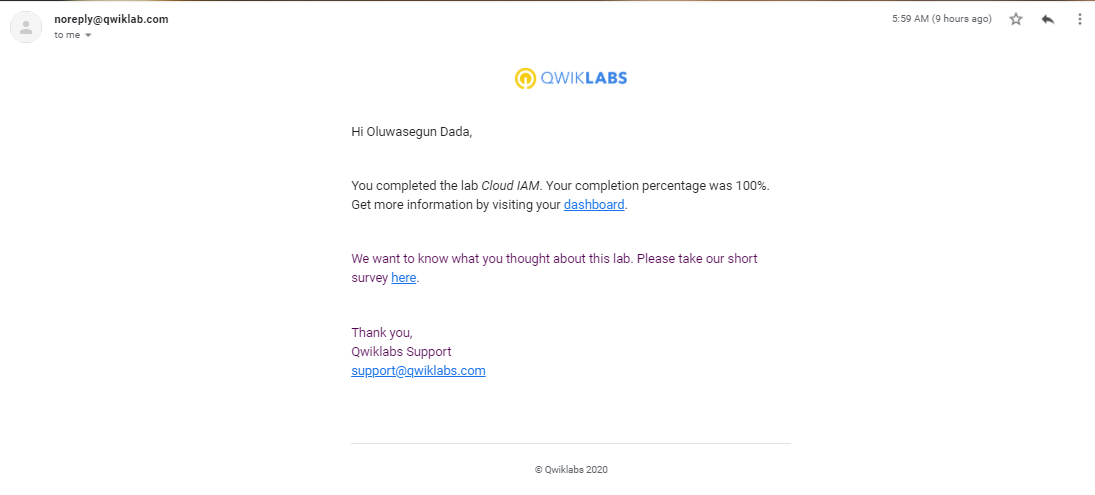 noreply@qwiklab.com
5:59 AM (9 hours ago)
to me
QWIKLABS
Hi Oluwasegun Dada,
You completed the lab Cloud IAM. Your completion percentage was 100%.
Get more information by visiting your dashboard.
We want to know what you thought about this lab. Please take our short
survey here.
Thank you,
Qwiklabs Support
support@qwiklabs.com
© Qwiklabs 2020